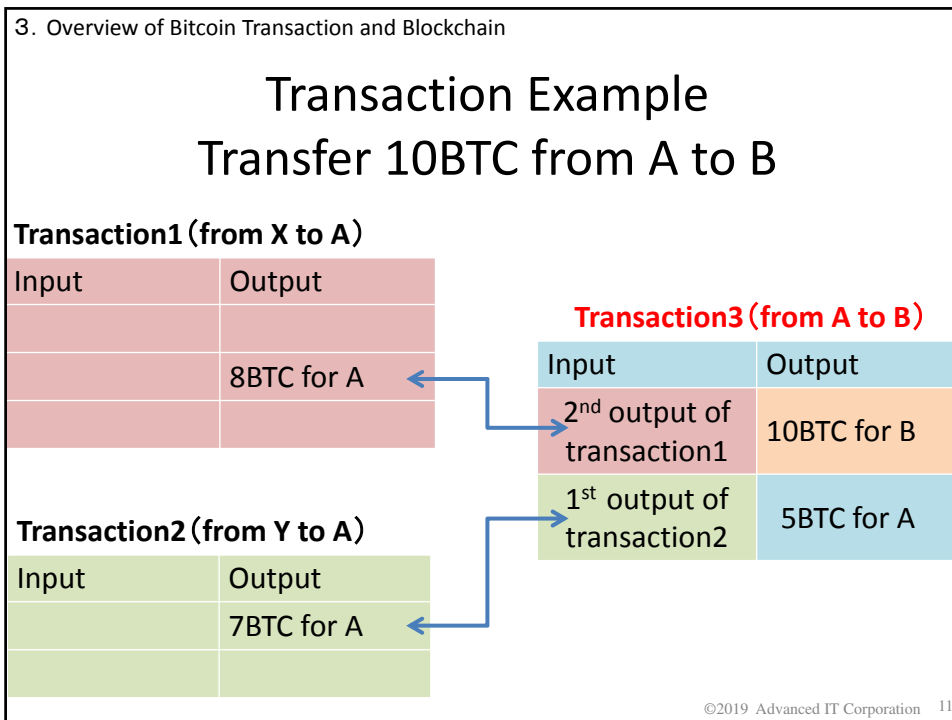 ３．Overview of Bitcoin Transaction and Blockchain
Transaction Example
Transfer 10BTC from A to B
Transaction1（from X to A）
Input Output
8BTC for A
Transaction2（from Y to A）
Input Output
7BTC for A
Transaction3（from A to B）
Input Output
2nd output of
transaction1
10BTC for B
1st output of
transaction2
5BTC for A
©2019 Advanced IT Corporation 11